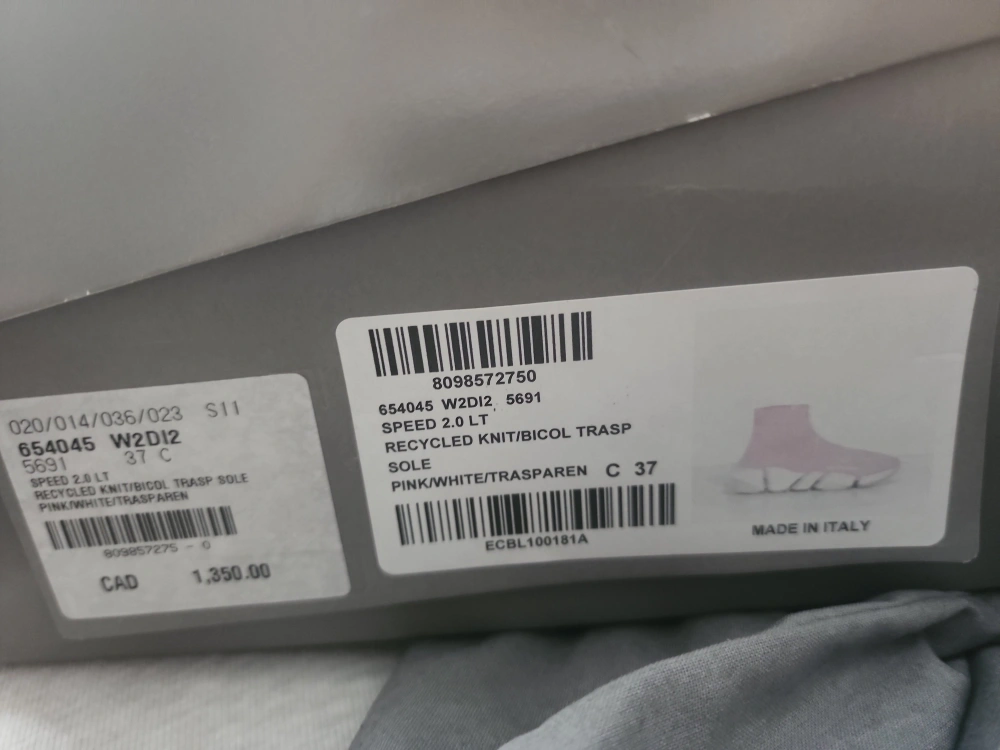 020/014/036/023 S11
654045 W2DI2
5691 37 C
SPEED 2.0 LT
RECYCLED KNIT/BICOL TRASP SOLE
PINK/WHITE/TRASPAREN
809857275 - 0
CAD 1,350.00
8098572750
654045 W2DI2 5691
SPEED 2.0 LT
RECYCLED KNIT/BICOL TRASP
SOLE
PINK/WHITE/TRASPAREN C 37
ECBL100181A
MADE IN ITALY